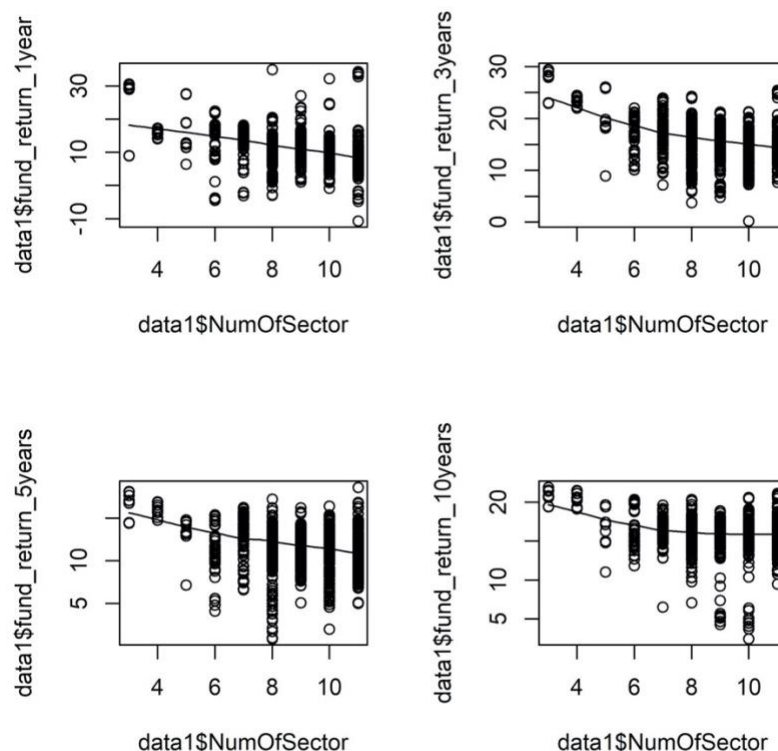 data1$fund_return_1year
30
10
-10
4 6 8 10
data1$NumOfSector
data1$fund_return_3years
30
20
10
0
4 6 8 10
data1$NumOfSector
data1$fund_return_5years
10
5
4 6 8 10
data1$NumOfSector
data1$fund_return_10years
20
10
5
4 6 8 10
data1$NumOfSector